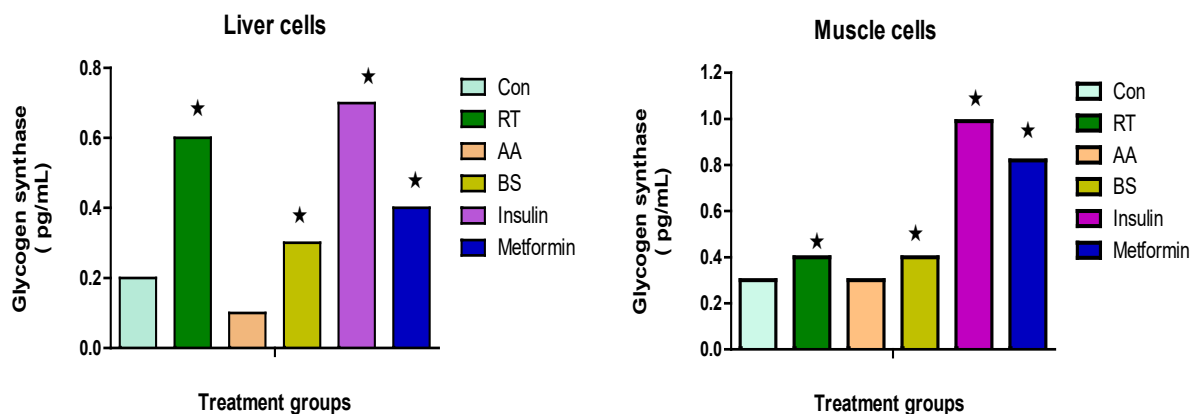 Liver cells
Glycogen synthase
( pg/mL)
0.8
0.6
0.4
0.2
0.0
Con
RT
AA
BS
Insulin
Metformin
Treatment groups
Muscle cells
Glycogen synthase
( pg/mL)
1.2
1.0
0.8
0.6
0.4
0.2
0.0
Con
RT
AA
BS
Insulin
Metformin
Treatment groups